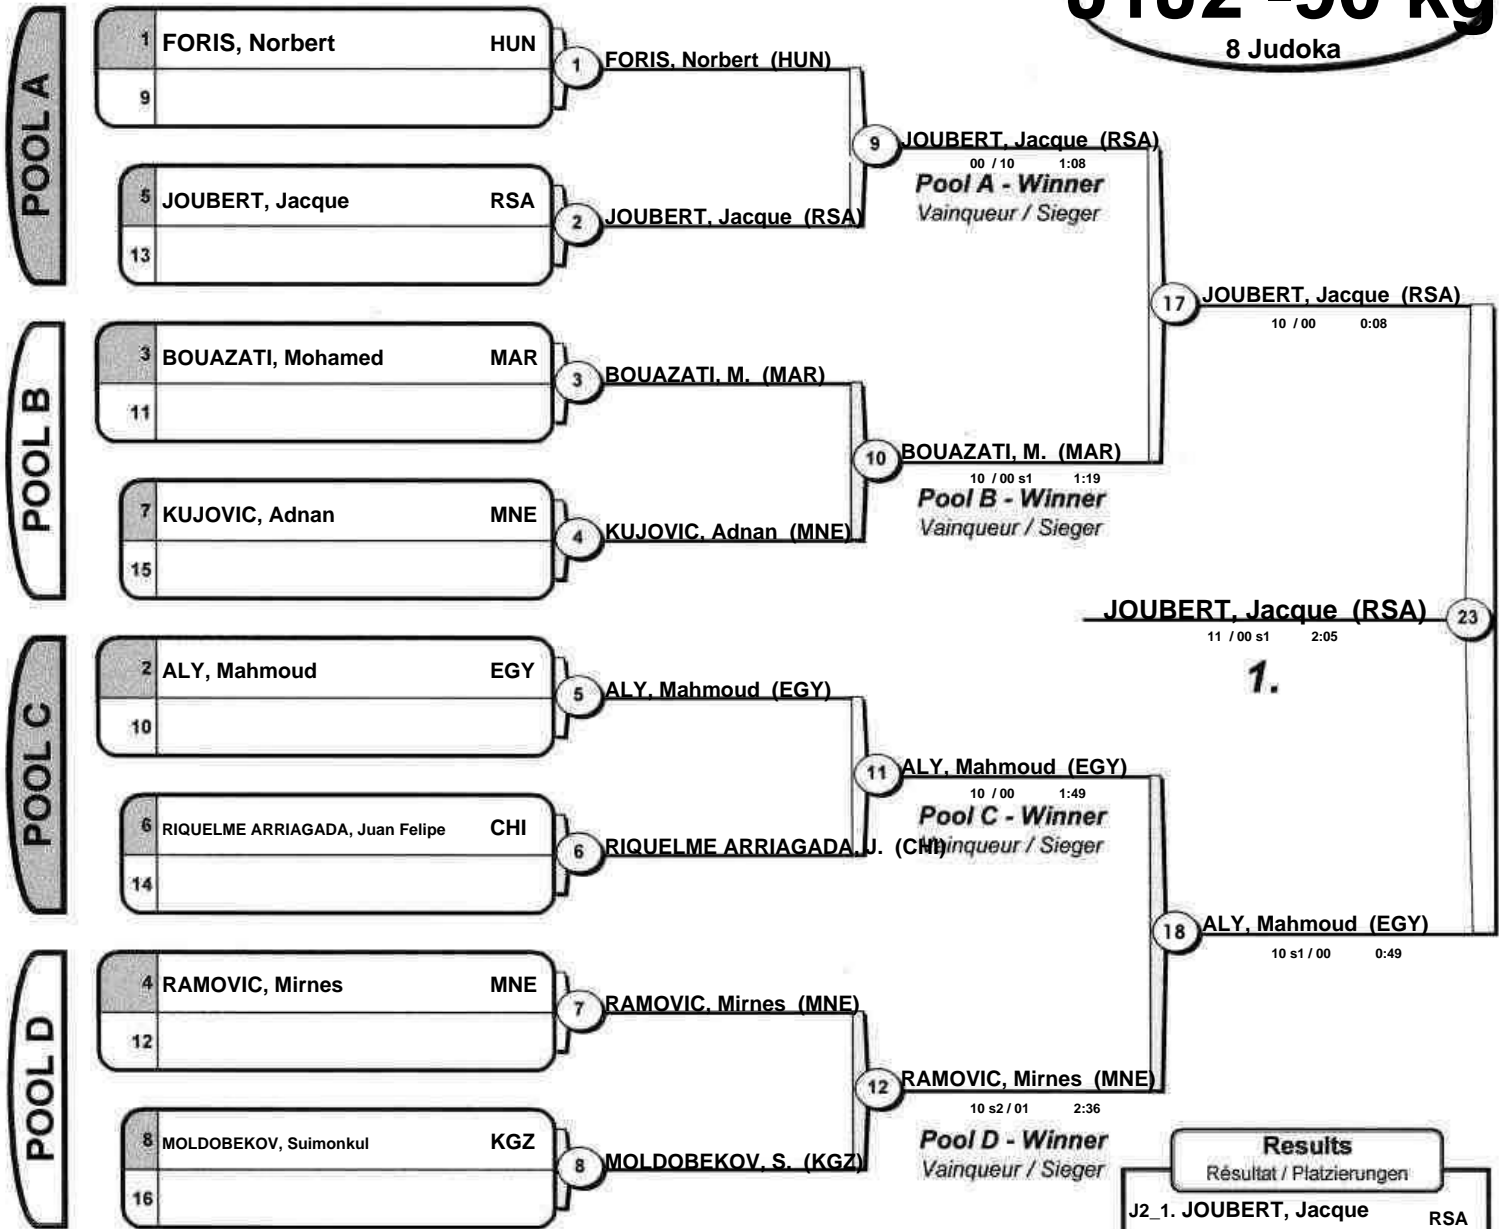 -90 kg
8 Judoka
POOL A
1 FORIS, Norbert HUN
9
1 FORIS, Norbert (HUN)
5 JOUBERT, Jacque RSA
13
2 JOUBERT, Jacque (RSA)
9 JOUBERT, Jacque (RSA)
00 / 10 1:08
Pool A - Winner
Vainqueur / Sieger
17 JOUBERT, Jacque (RSA)
10 / 00 0:08
POOL B
3 BOUAZATI, Mohamed MAR
11
3 BOUAZATI, M. (MAR)
7 KUJOVIC, Adnan MNE
15
4 KUJOVIC, Adnan (MNE)
10 BOUAZATI, M. (MAR)
10 / 00 s1 1:19
Pool B - Winner
Vainqueur / Sieger
JOUBERT, Jacque (RSA) 23
11 / 00 s1 2:05
1.
POOL C
2 ALY, Mahmoud EGY
10
5 ALY, Mahmoud (EGY)
6 RIQUELME ARRIAGADA, Juan Felipe CHI
14
6 RIQUELME ARRIAGADA, J. (CHI)
11 ALY, Mahmoud (EGY)
10 / 00 1:49
Pool C - Winner
Vainqueur / Sieger
18 ALY, Mahmoud (EGY)
10 s1 / 00 0:49
POOL D
4 RAMOVIC, Mirnes MNE
12
7 RAMOVIC, Mirnes (MNE)
8 MOLDOBEKOV, Suimonkul KGZ
16
8 MOLDOBEKOV, S. (KGZ)
12 RAMOVIC, Mirnes (MNE)
10 s2 / 01 2:36
Pool D - Winner
Vainqueur / Sieger
Results
Résultat / Platzierungen
J2_1. JOUBERT, Jacque RSA